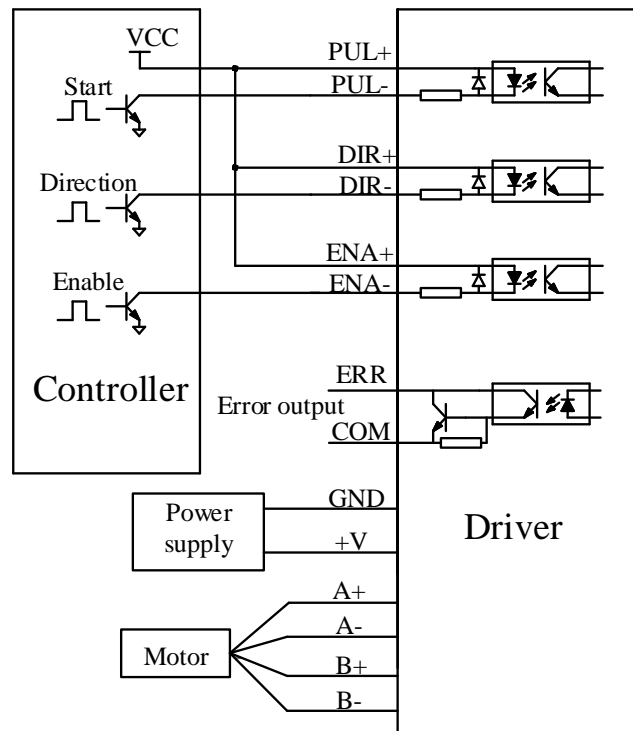 VCC
PUL+
Start
PUL-
DIR+
Direction
DIR-
ENA+
Enable
ENA-
Controller
ERR
Error output
COM
GND
Power
supply
+V
Driver
A+
A-
Motor
B+
B-